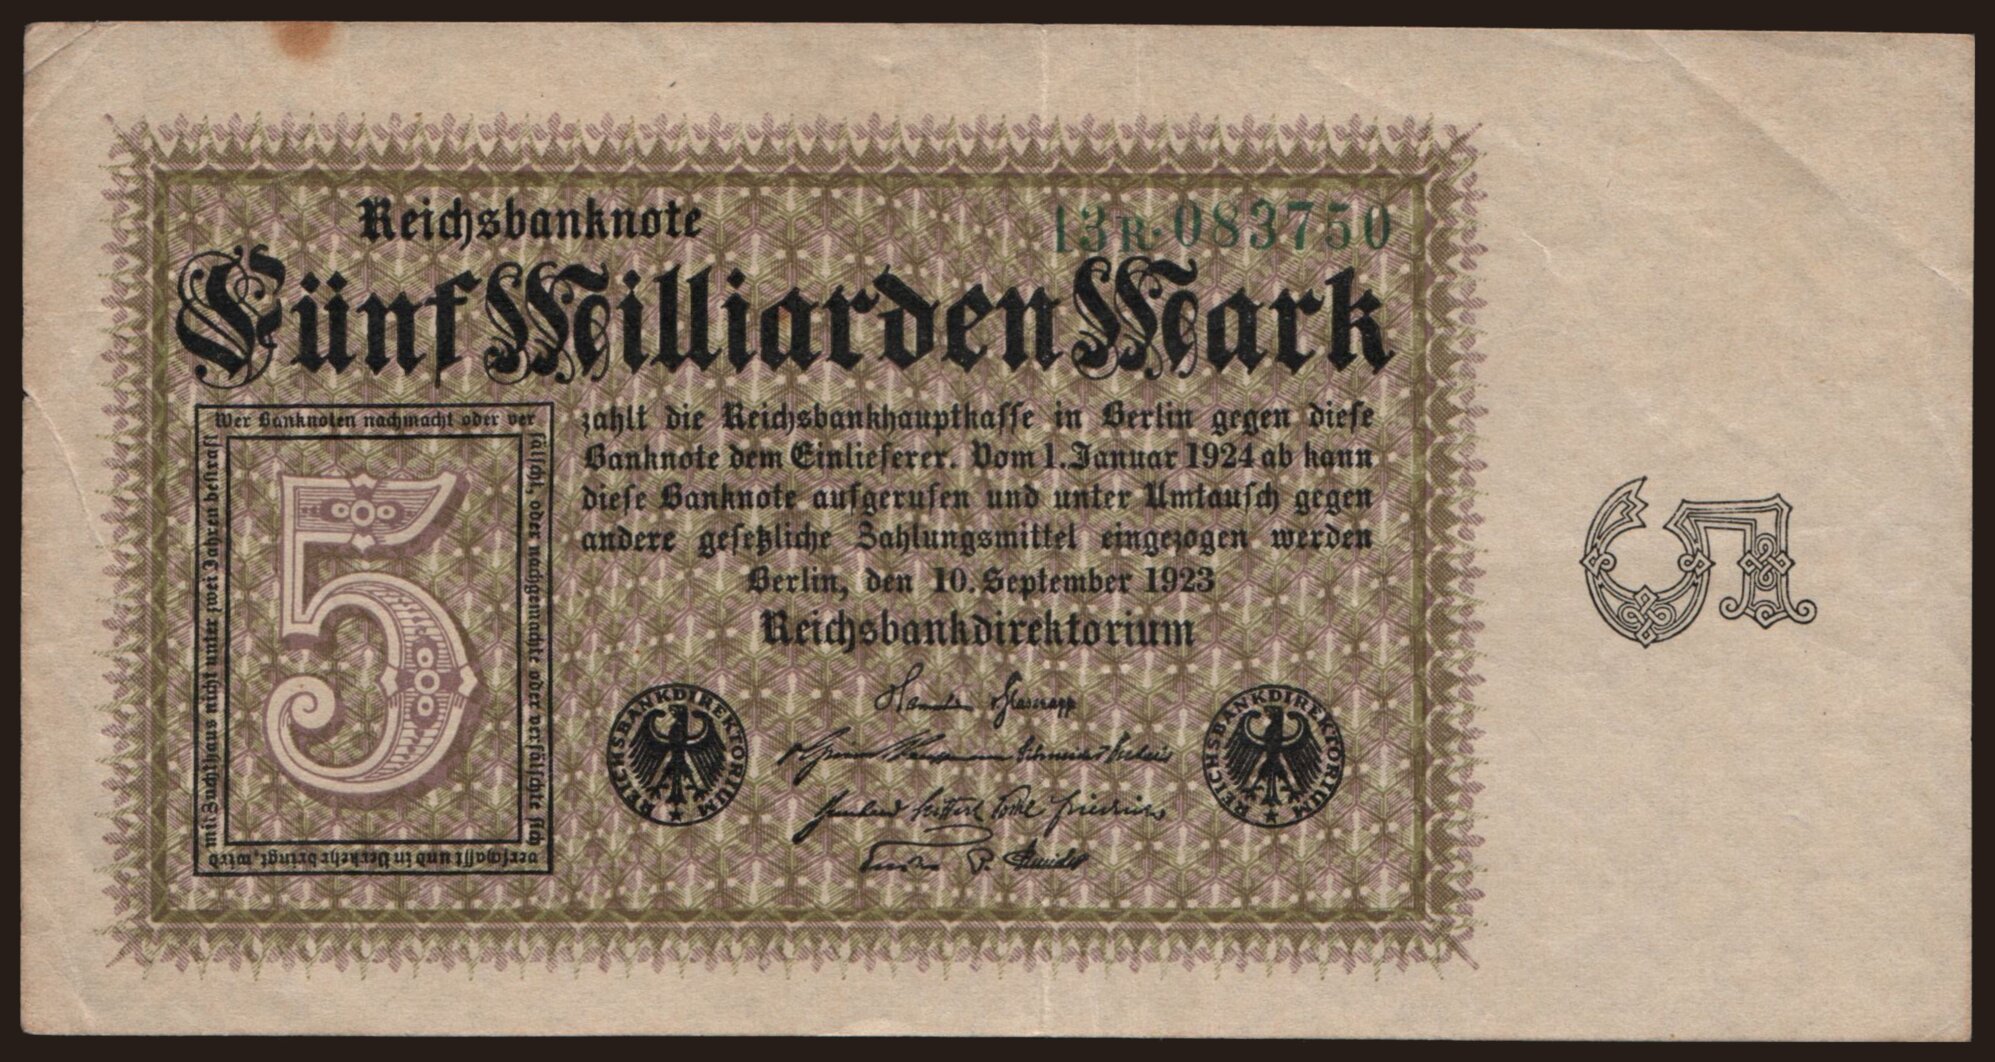 Reichsbanknote
13R·083750
Fünf Milliarden Mark
Wer Banknoten nachmacht oder ver
fälscht, oder nachgemachte oder verfälschte sich
verschafft und in Verkehr bringt, wird
mit Zuchthaus nicht unter zwei Jahren bestraft
5
zahlt die Reichsbankhauptkasse in Berlin gegen diese
Banknote dem Einlieferer. Vom 1. Januar 1924 ab kann
diese Banknote aufgerufen und unter Umtausch gegen
andere gesetzliche Zahlungsmittel eingezogen werden
Berlin, den 10. September 1923
Reichsbankdirektorium
REICHSBANKDIREKTORIUM
REICHSBANKDIREKTORIUM
5